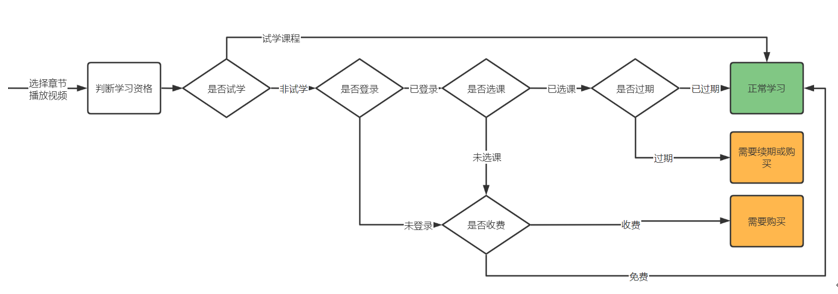 试学课程
选择章节
播放视频
判断学习资格
是否试学
非试学
是否登录
已登录
是否选课
已选课
是否过期
已过期
正常学习
未选课
过期
需要续期或购
买
未登录
是否收费
收费
需要购买
免费